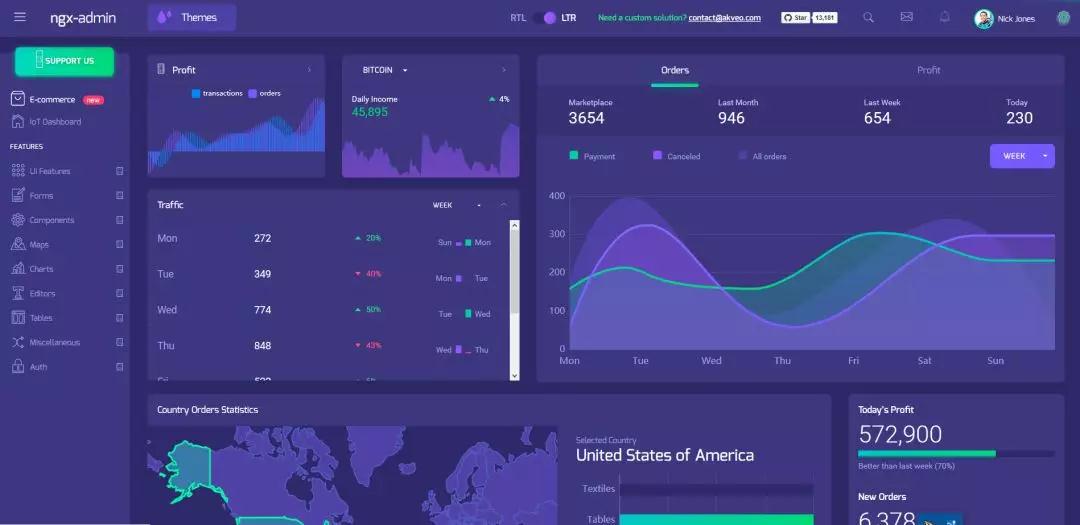 ngx-admin
Themes
RTL LTR
Need a custom solution? contact@akveo.com
Star 13,181
Nick Jones
SUPPORT US
E-commerce new
IoT Dashboard
FEATURES
UI Features
Forms
Components
Maps
Charts
Editors
Tables
Miscellaneous
Auth
Profit
transactions orders
BITCOIN
Daily Income
45,895
4%
Traffic
WEEK
Mon 272 20% Sun Mon
Tue 349 40% Mon Tue
Wed 774 50% Tue Wed
Thu 848 43% Wed Thu
Orders Profit
Marketplace
3654
Last Month
946
Last Week
654
Today
230
Payment Canceled All orders
WEEK
400
300
200
100
0
Mon Tue Wed Thu Fri Sat Sun
Country Orders Statistics
Selected Country
United States of America
Textiles
Tables
Today's Profit
572,900
Better than last week (70%)
New Orders
6,378